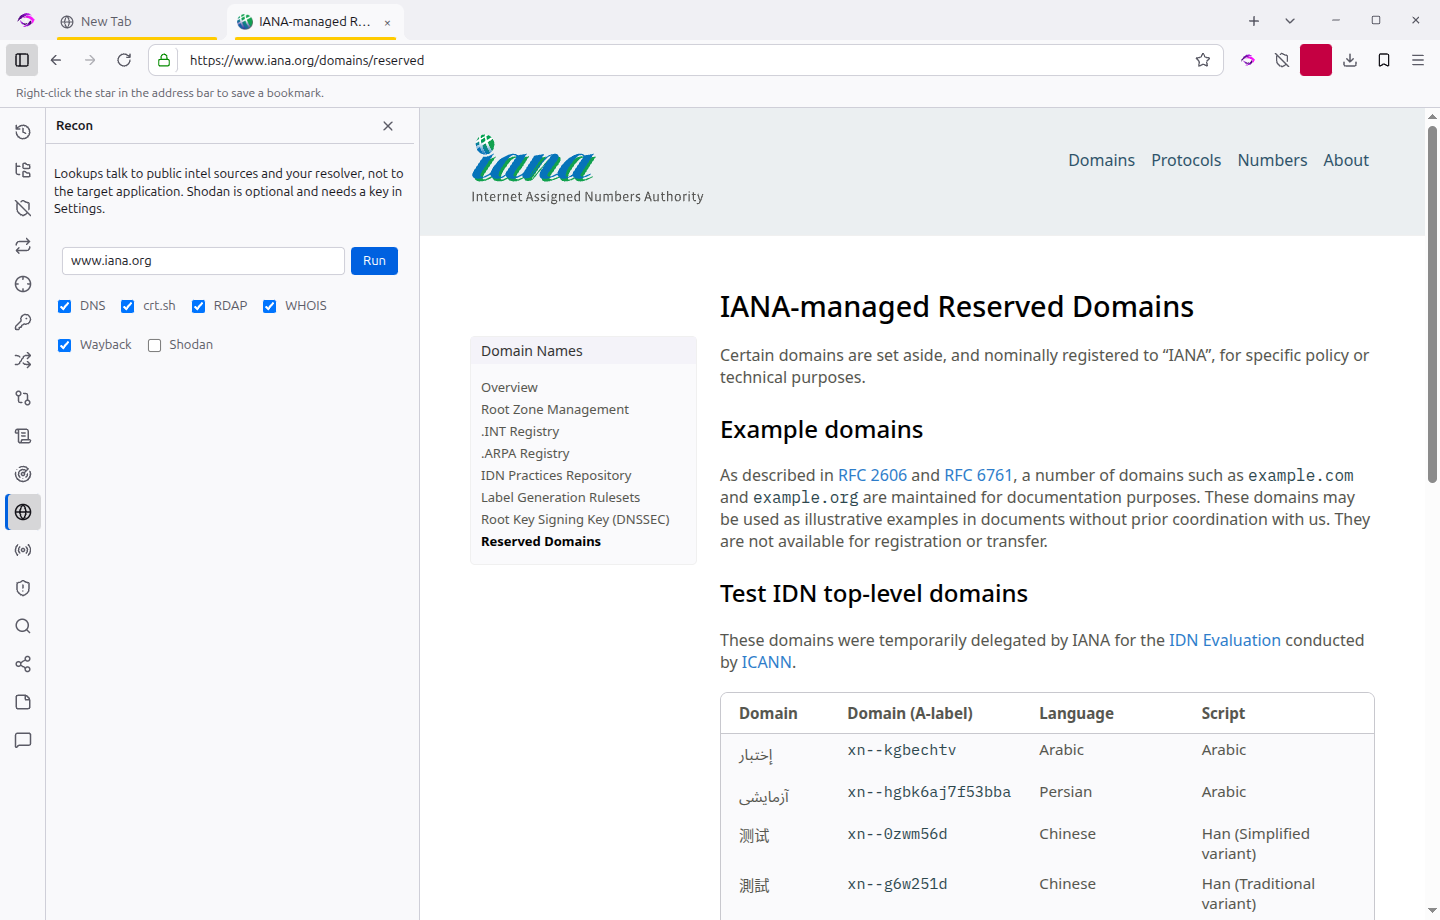 New Tab
IANA-managed R…
https://www.iana.org/domains/reserved
Right-click the star in the address bar to save a bookmark.
Recon
Lookups talk to public intel sources and your resolver, not to
the target application. Shodan is optional and needs a key in
Settings.
www.iana.org
Run
DNS
crt.sh
RDAP
WHOIS
Wayback
Shodan
iana
Internet Assigned Numbers Authority
Domains
Protocols
Numbers
About
Domain Names
Overview
Root Zone Management
.INT Registry
.ARPA Registry
IDN Practices Repository
Label Generation Rulesets
Root Key Signing Key (DNSSEC)
Reserved Domains
IANA-managed Reserved Domains
Certain domains are set aside, and nominally registered to “IANA”, for specific policy or
technical purposes.
Example domains
As described in RFC 2606 and RFC 6761, a number of domains such as example.com
and example.org are maintained for documentation purposes. These domains may
be used as illustrative examples in documents without prior coordination with us. They
are not available for registration or transfer.
Test IDN top-level domains
These domains were temporarily delegated by IANA for the IDN Evaluation conducted
by ICANN.
Domain Domain (A-label) Language Script
إختبار xn--kgbechtv Arabic Arabic
آزمایشی xn--hgbk6aj7f53bba Persian Arabic
测试 xn--0zwm56d Chinese Han (Simplified
variant)
測試 xn--g6w251d Chinese Han (Traditional
variant)